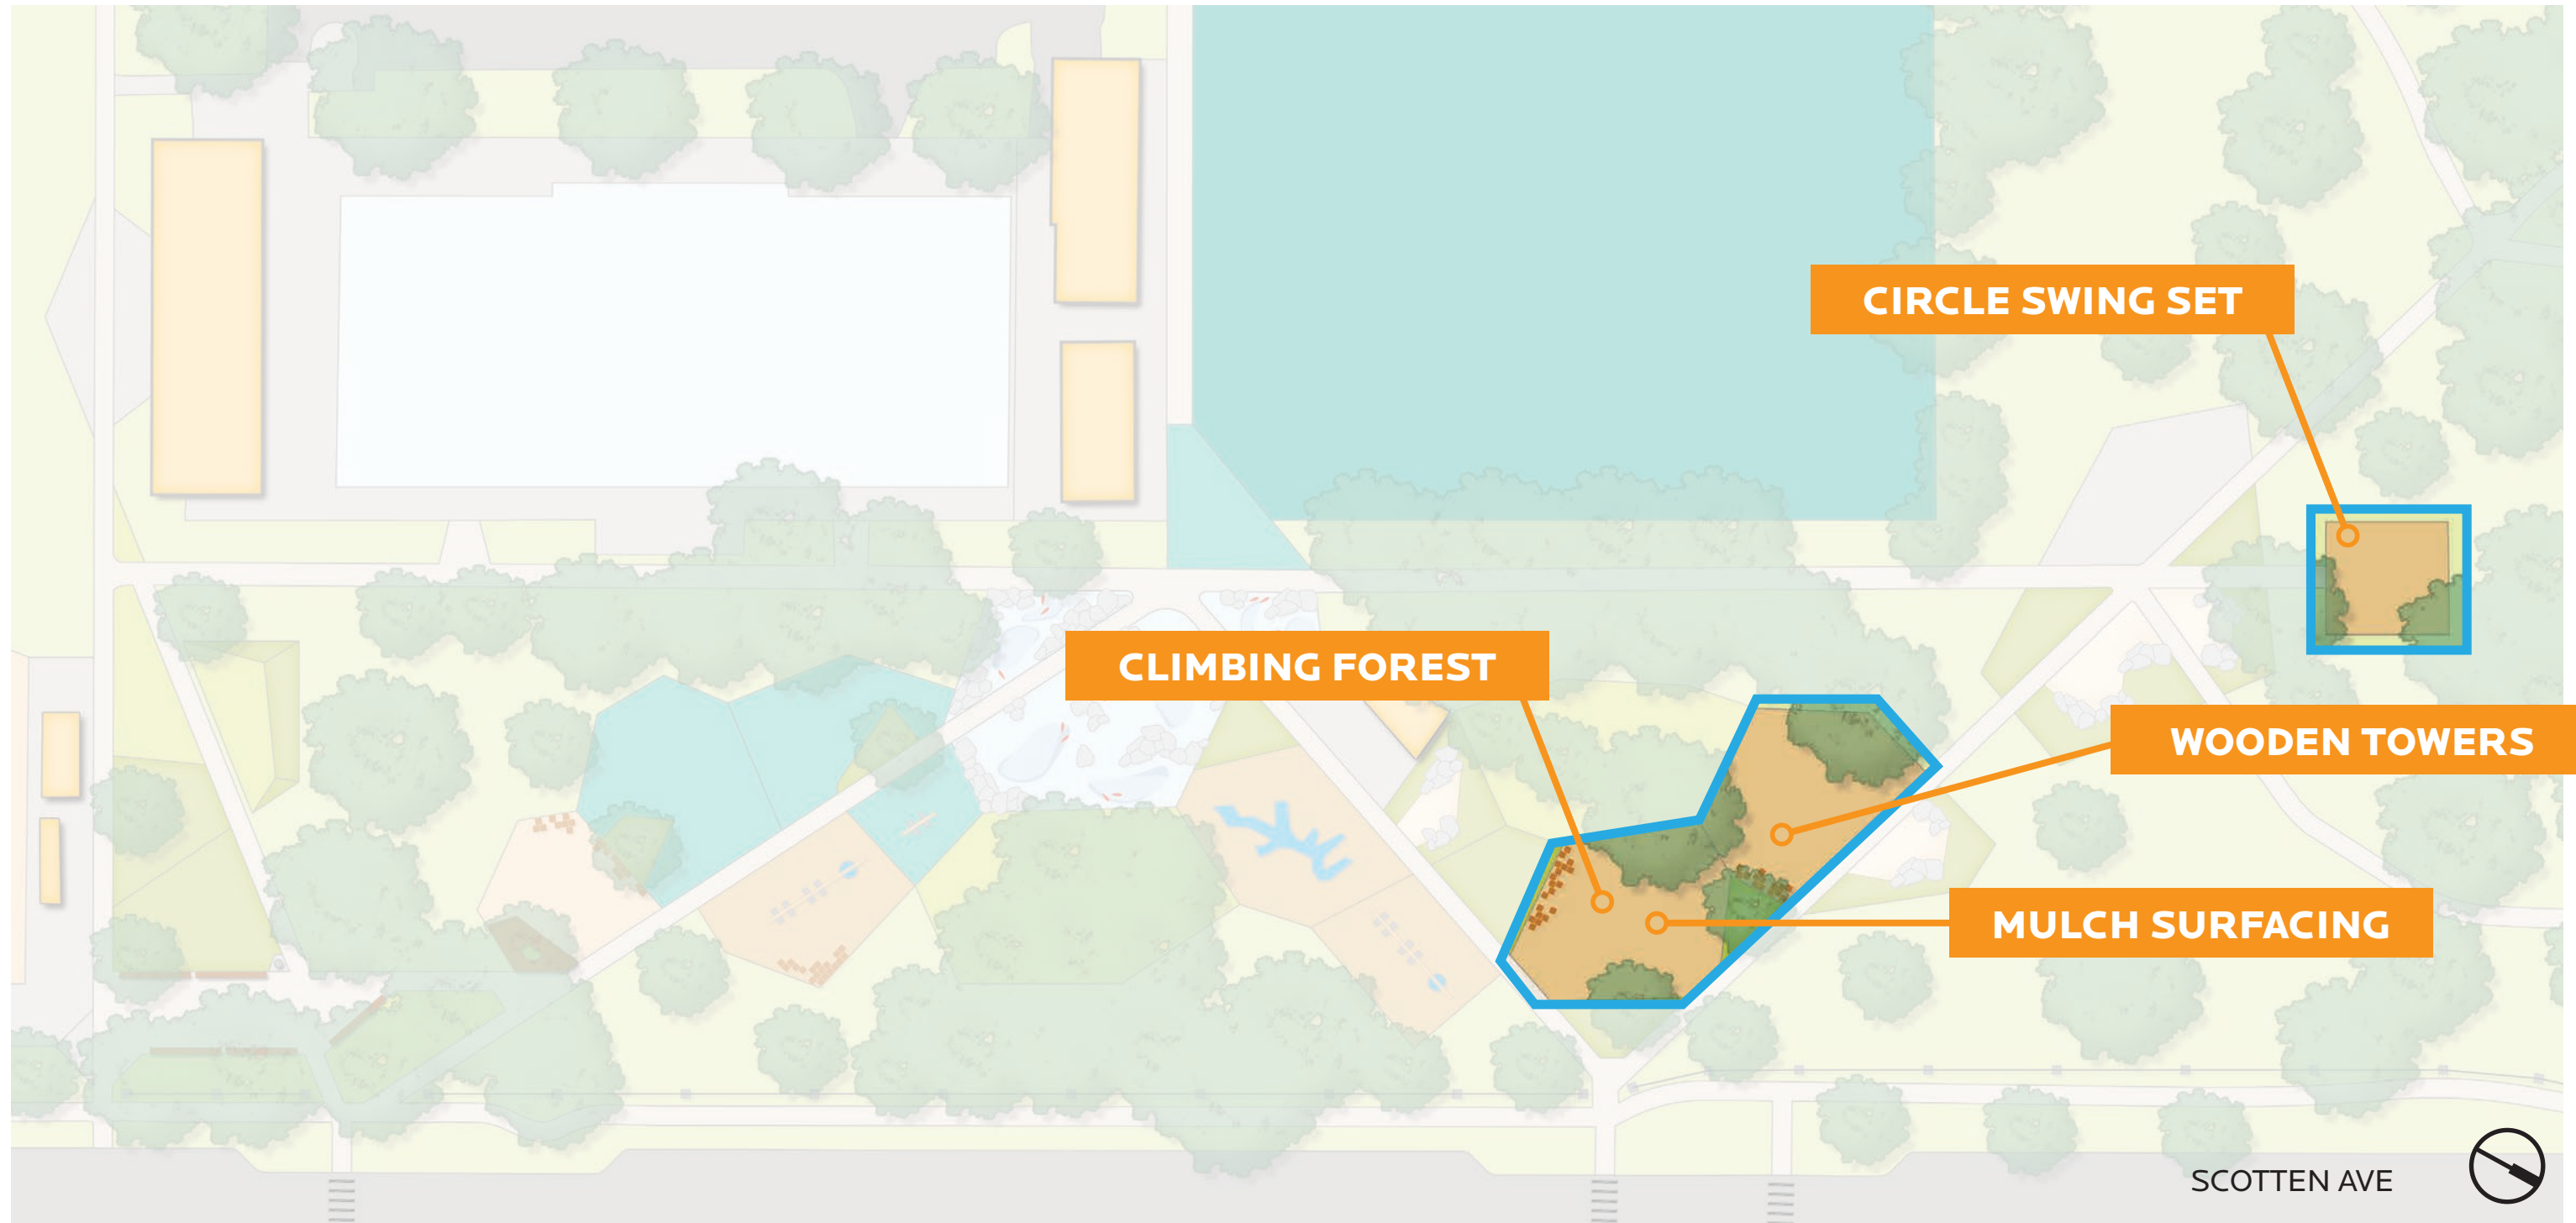 CIRCLE SWING SET
CLIMBING FOREST
WOODEN TOWERS
MULCH SURFACING
SCOTTEN AVE